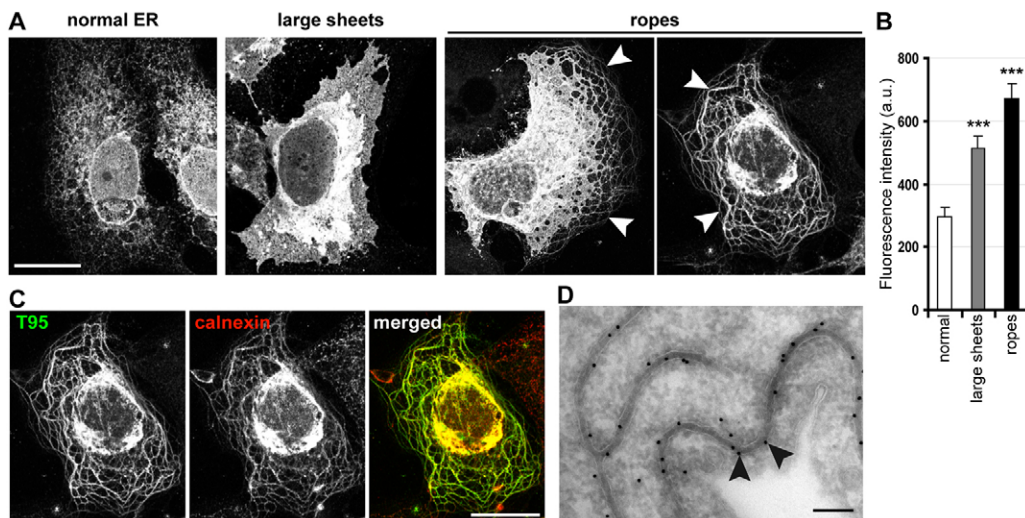 A
normal ER
large sheets
ropes
B
Fluorescence intensity (a.u.)
800
600
400
200
0
***
***
normal
large sheets
ropes
C
T95
calnexin
merged
D